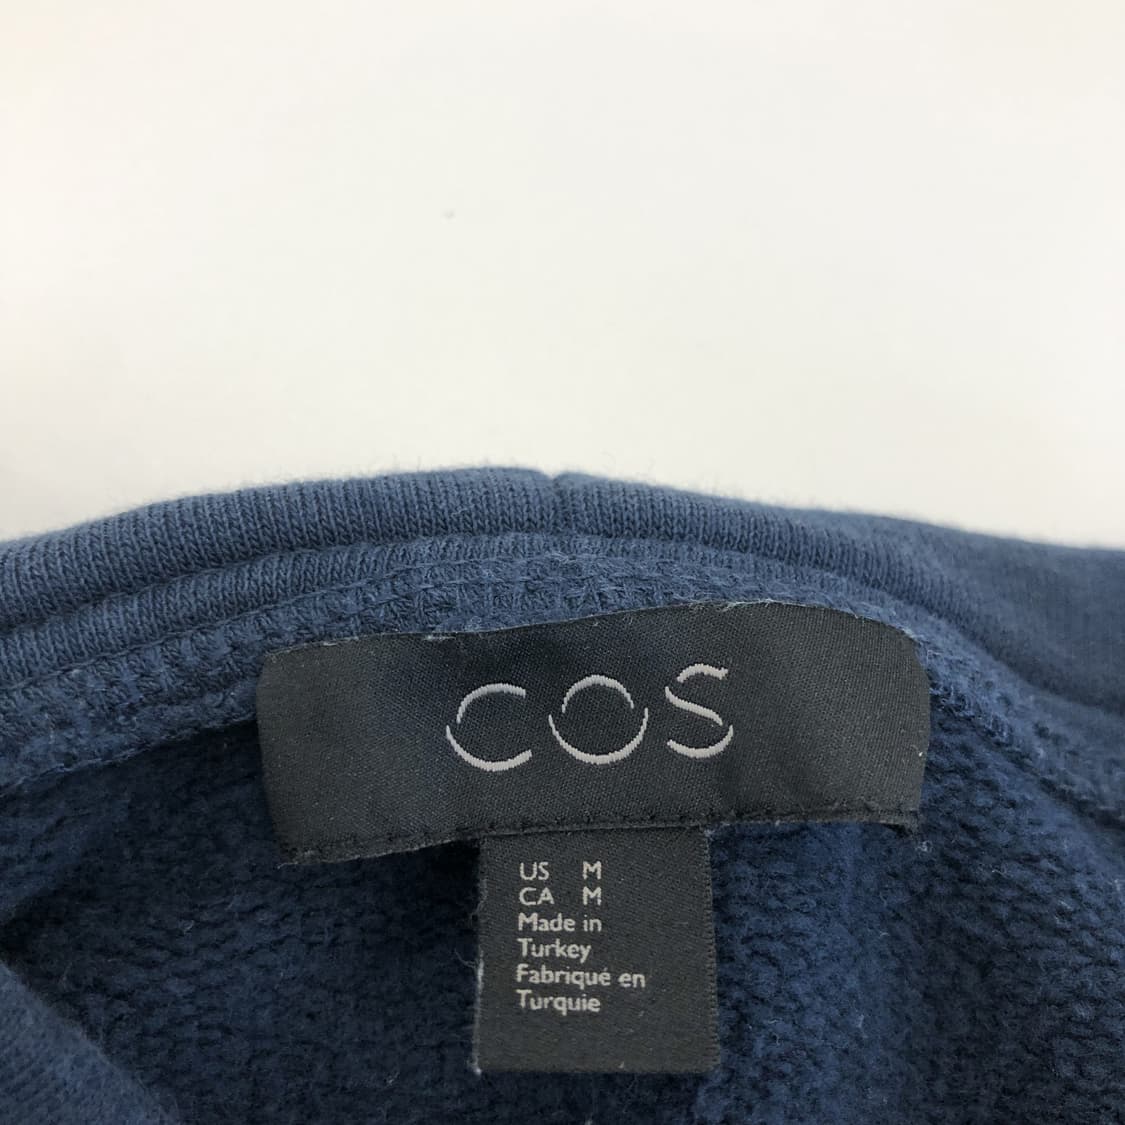 COS
US M
CA M
Made in
Turkey
Fabriqué en
Turquie